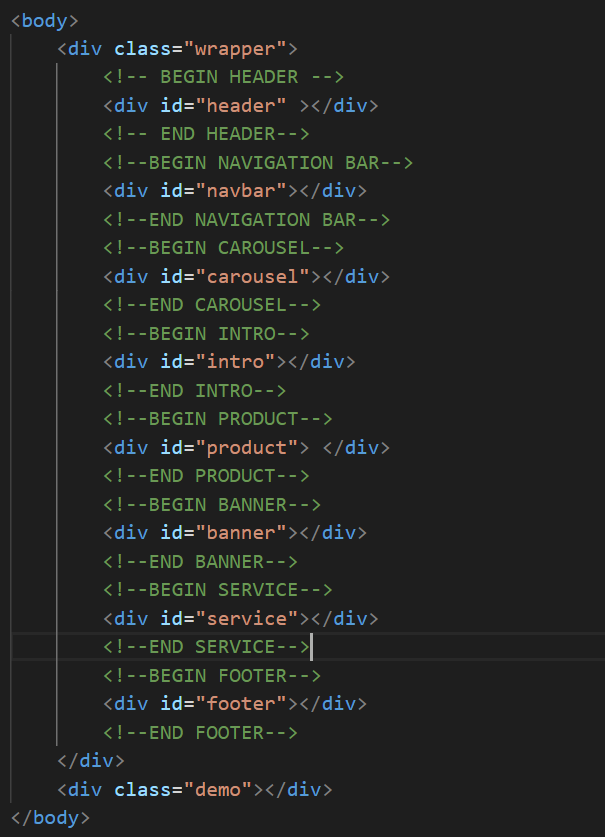 <body>
<div class="wrapper">
<!-- BEGIN HEADER -->
<div id="header" ></div>
<!-- END HEADER-->
<!--BEGIN NAVIGATION BAR-->
<div id="navbar"></div>
<!--END NAVIGATION BAR-->
<!--BEGIN CAROUSEL-->
<div id="carousel"></div>
<!--END CAROUSEL-->
<!--BEGIN INTRO-->
<div id="intro"></div>
<!--END INTRO-->
<!--BEGIN PRODUCT-->
<div id="product"> </div>
<!--END PRODUCT-->
<!--BEGIN BANNER-->
<div id="banner"></div>
<!--END BANNER-->
<!--BEGIN SERVICE-->
<div id="service"></div>
<!--END SERVICE-->
<!--BEGIN FOOTER-->
<div id="footer"></div>
<!--END FOOTER-->
</div>
<div class="demo"></div>
</body>